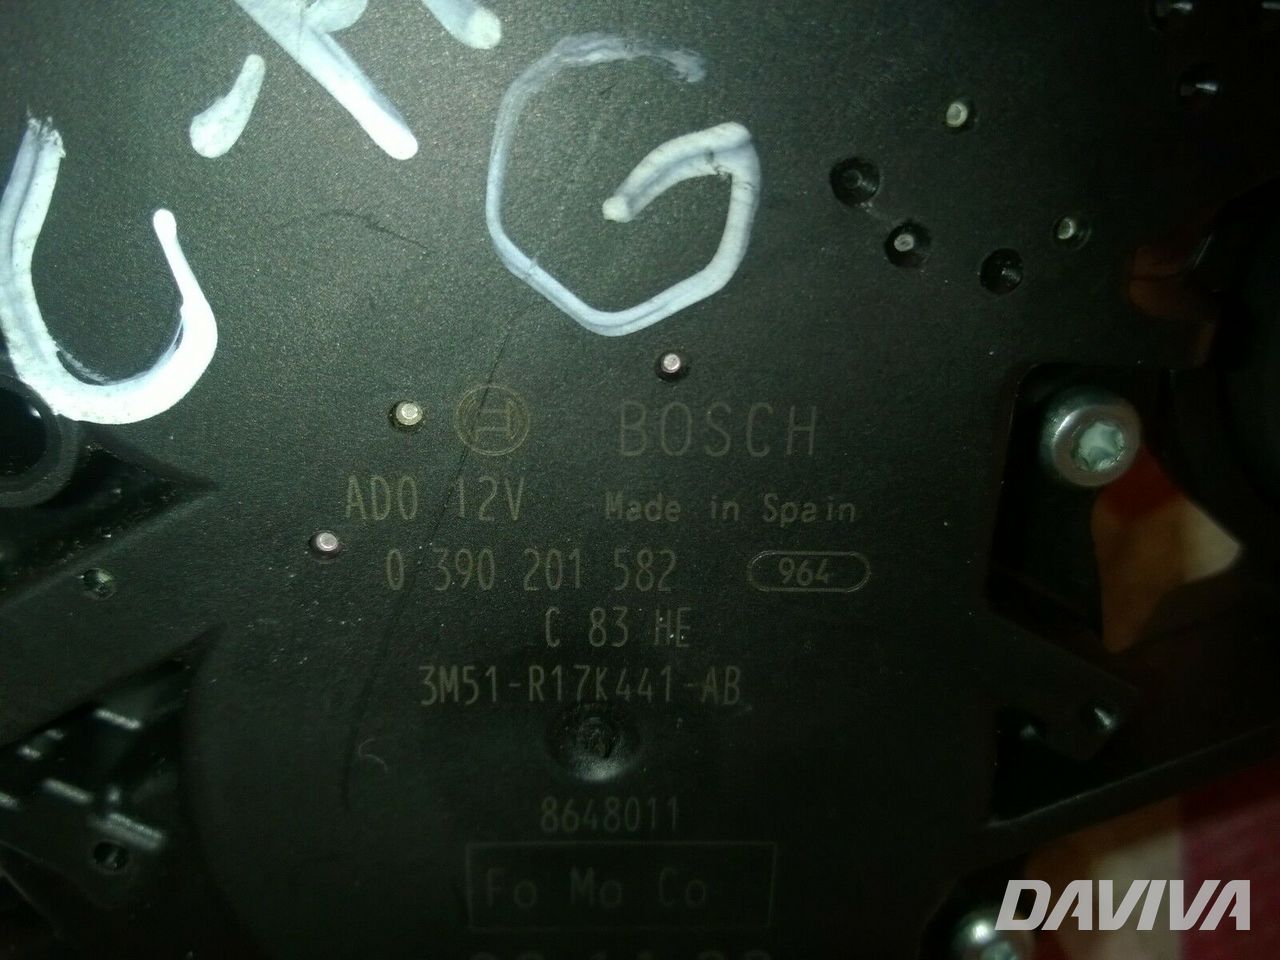 G
BOSCH
ADO 12V Made in Spain
0 390 201 582 964
C 83 HE
3M51-R17K441-AB
8648011
Fo Mo Co
DAVIVA